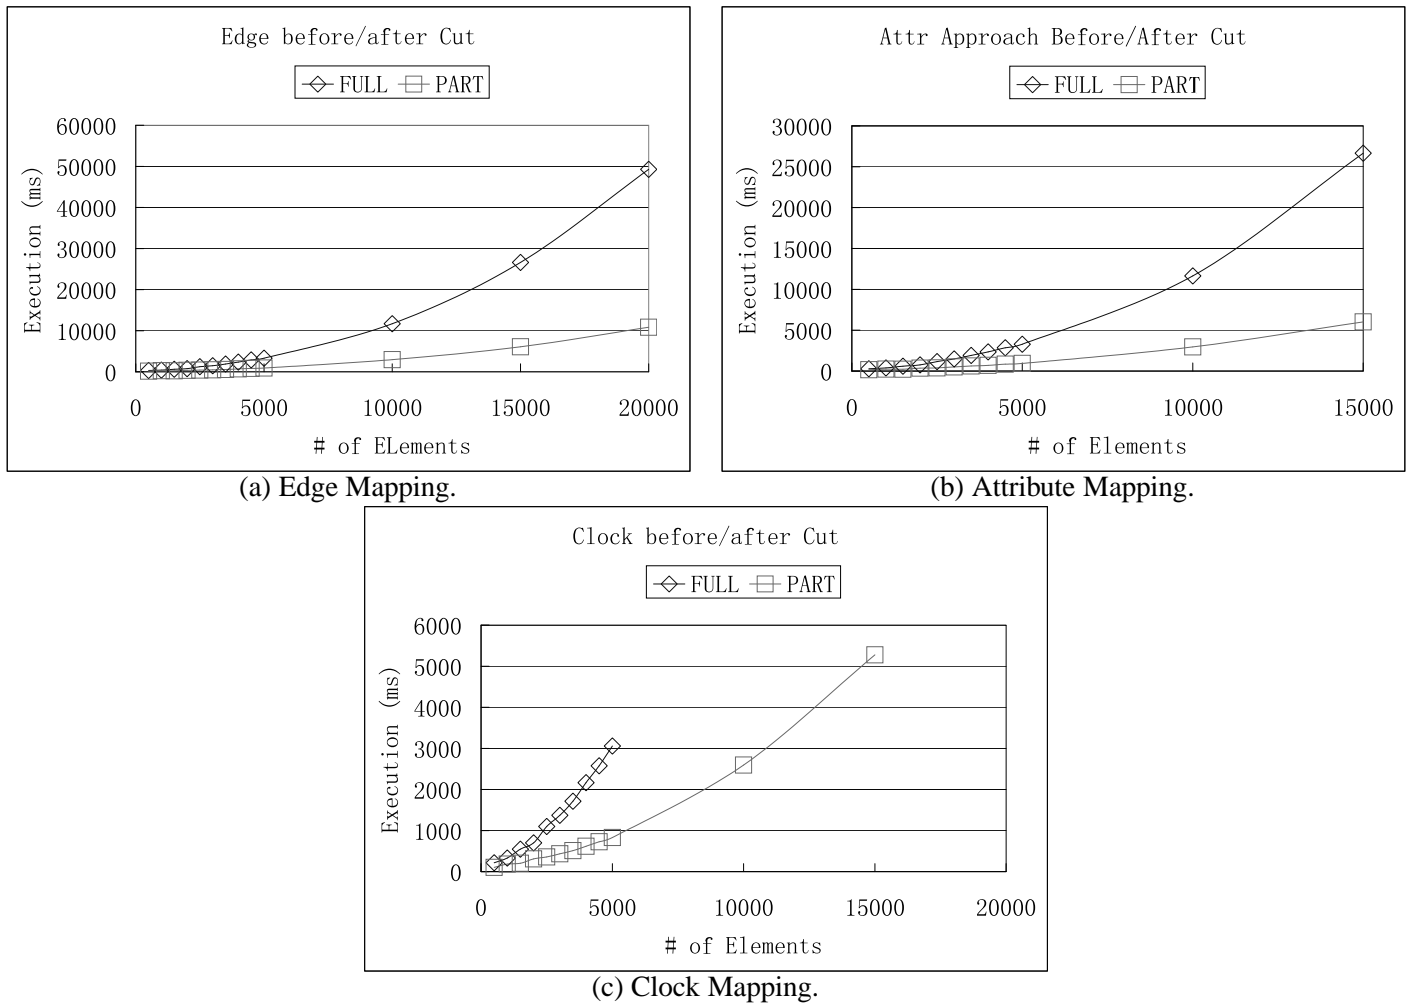 Edge before/after Cut
FULL PART
60000
50000
40000
30000
20000
10000
0
Execution (ms)
0 5000 10000 15000 20000
# of ELements
(a) Edge Mapping.
Attr Approach Before/After Cut
FULL PART
30000
25000
20000
15000
10000
5000
0
Execution (ms)
0 5000 10000 15000
# of Elements
(b) Attribute Mapping.
Clock before/after Cut
FULL PART
6000
5000
4000
3000
2000
1000
0
Execution (ms)
0 5000 10000 15000 20000
# of Elements
(c) Clock Mapping.